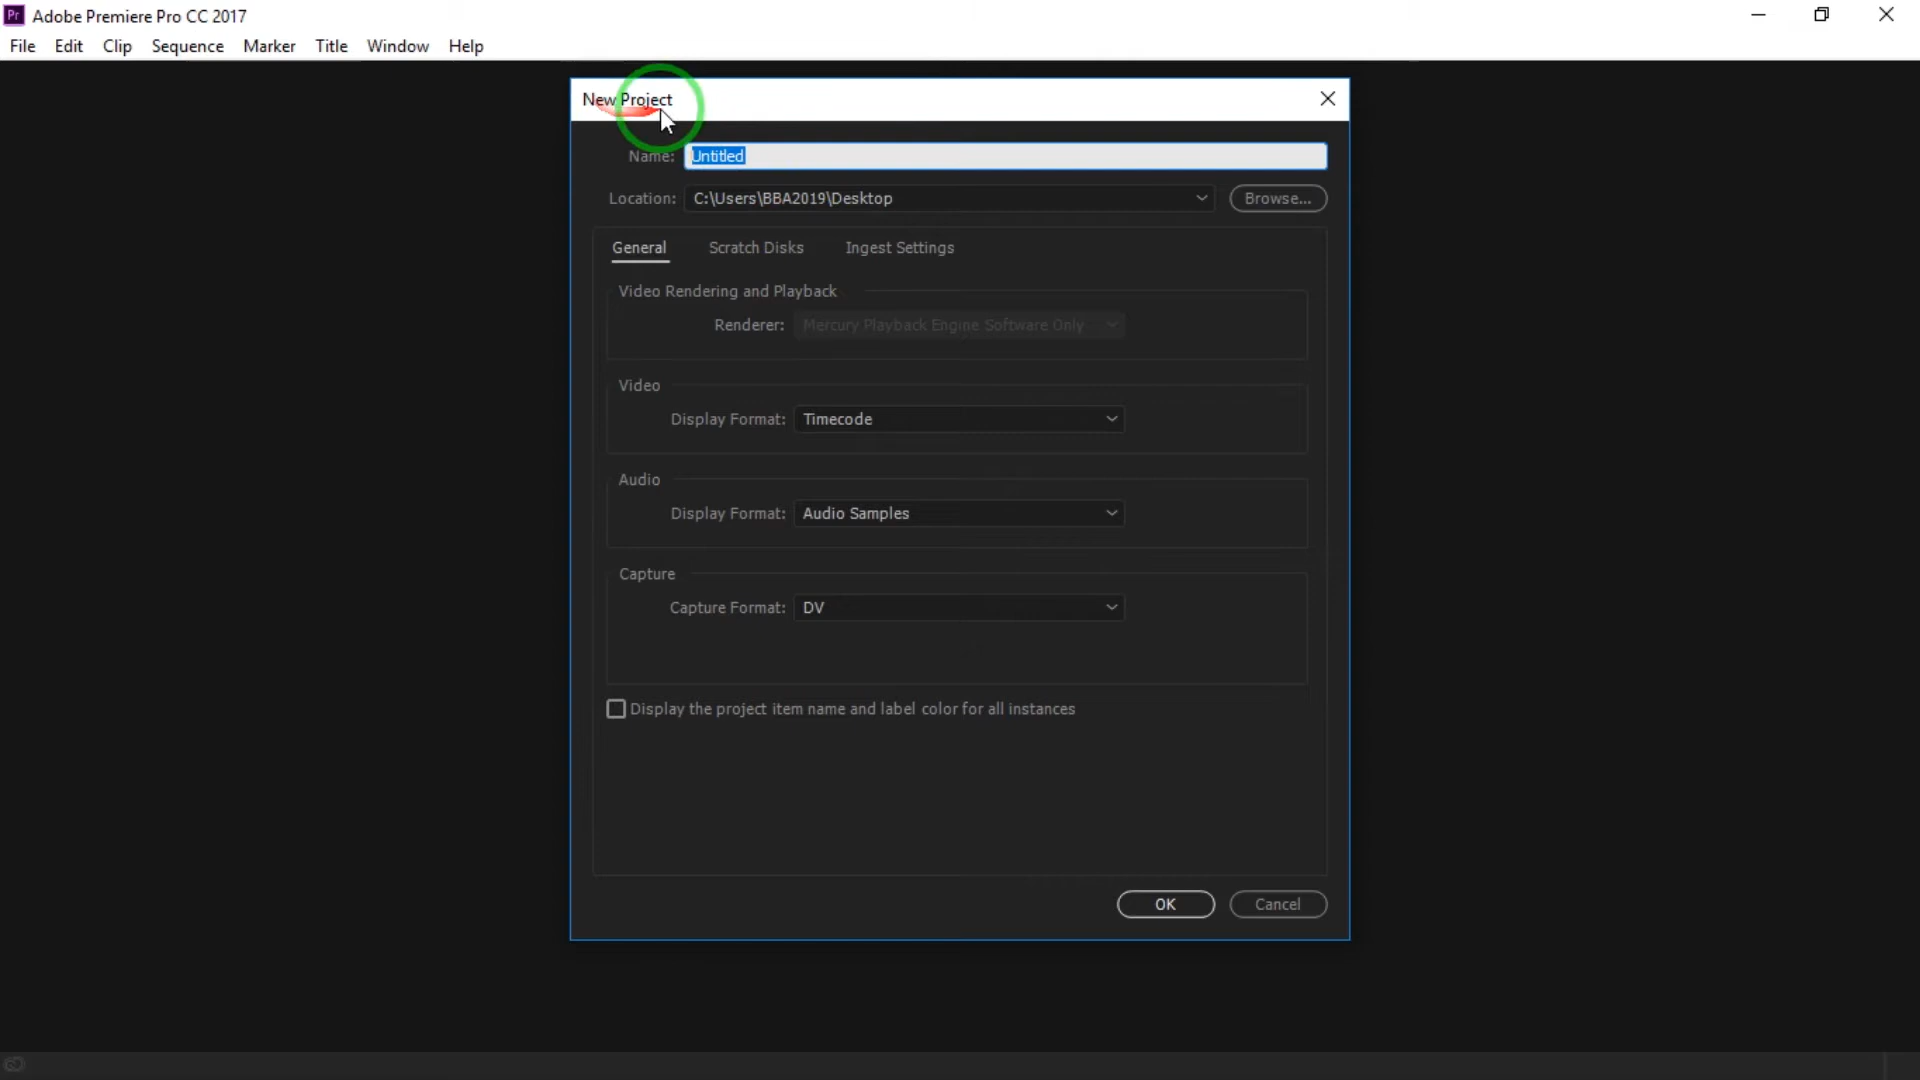 Pr Adobe Premiere Pro CC 2017
File Edit Clip Sequence Marker Title Window Help
New Project
Name: Untitled
Location: C:\Users\BBA2019\Desktop Browse...
General Scratch Disks Ingest Settings
Video Rendering and Playback
Renderer: Mercury Playback Engine Software Only
Video
Display Format: Timecode
Audio
Display Format: Audio Samples
Capture
Capture Format: DV
Display the project item name and label color for all instances
OK Cancel